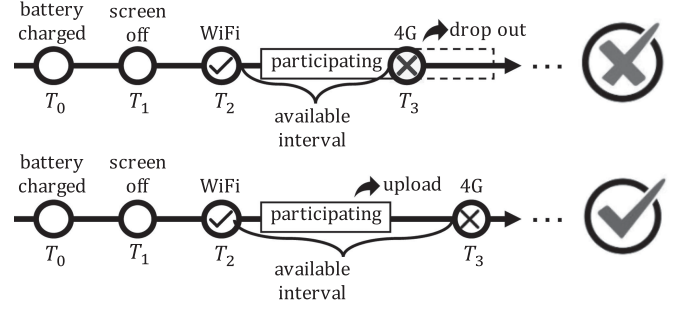 battery
charged
screen
off
WiFi
4G
drop out
participating
...
T0
T1
T2
T3
available
interval
battery
charged
screen
off
WiFi
upload
4G
participating
...
T0
T1
T2
T3
available
interval